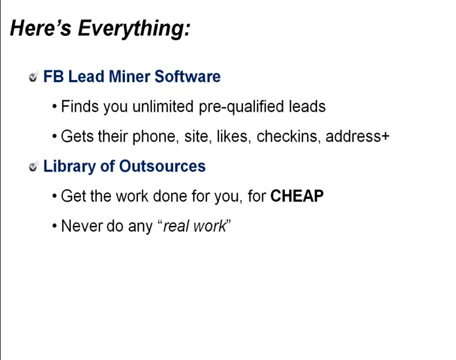 Here's Everything:
FB Lead Miner Software
• Finds you unlimited pre-qualified leads
• Gets their phone, site, likes, checkins, address+
Library of Outsources
• Get the work done for you, for CHEAP
• Never do any “real work”